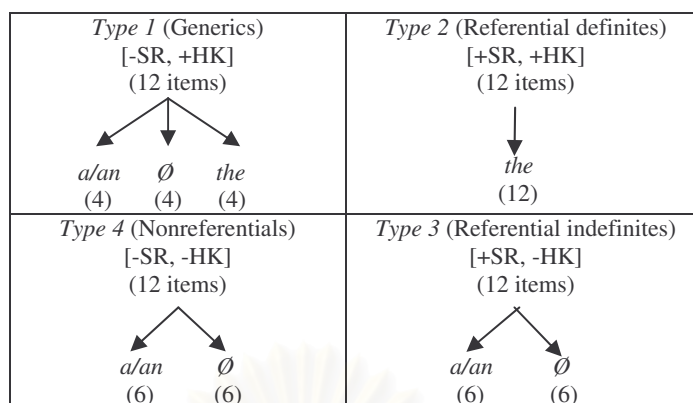 Type 1 (Generics)
[-SR, +HK]
(12 items)
a/an Ø the
(4) (4) (4)
Type 2 (Referential definites)
[+SR, +HK]
(12 items)
the
(12)
Type 4 (Nonreferentials)
[-SR, -HK]
(12 items)
a/an Ø
(6) (6)
Type 3 (Referential indefinites)
[+SR, -HK]
(12 items)
a/an Ø
(6) (6)